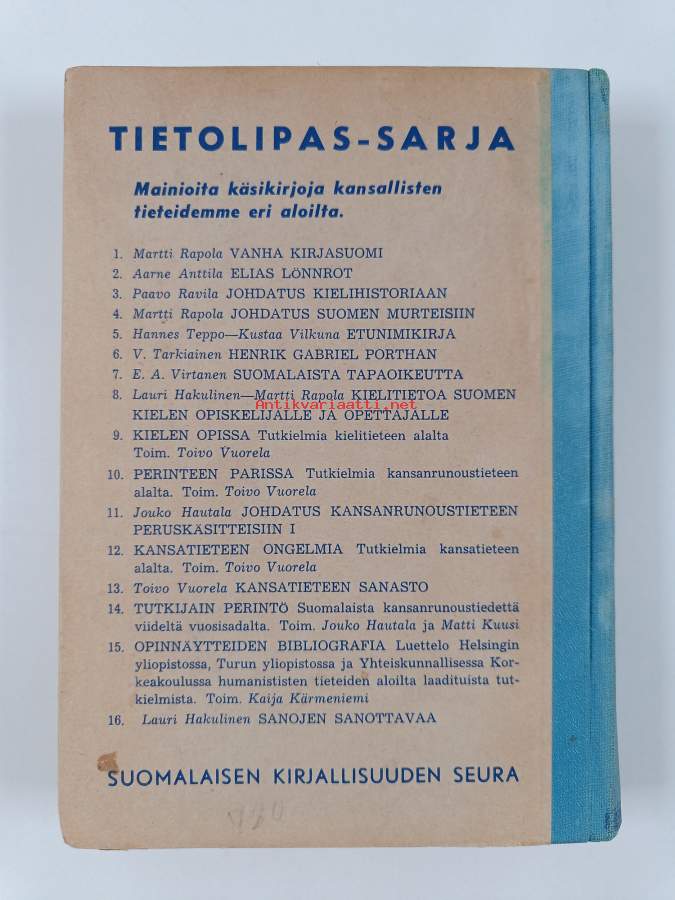 TIETOLIPAS-SARJA
Mainioita käsikirjoja kansallisten
tieteidemme eri aloilta.
1. Martti Rapola VANHA KIRJASUOMI
2. Aarne Anttila ELIAS LÖNNROT
3. Paavo Ravila JOHDATUS KIELIHISTORIAAN
4. Martti Rapola JOHDATUS SUOMEN MURTEISIIN
5. Hannes Teppo—Kustaa Vilkuna ETUNIMIKIRJA
6. V. Tarkiainen HENRIK GABRIEL PORTHAN
7. E. A. Virtanen SUOMALAISTA TAPAOIKEUTTA
8. Lauri Hakulinen—Martti Rapola KIELITIETOA SUOMEN
Antikvariaatti.net
KIELEN OPISKELIJALLE JA OPETTAJALLE
9. KIELEN OPISSA Tutkielmia kielitieteen alalta
Toim. Toivo Vuorela
10. PERINTEEN PARISSA Tutkielmia kansanrunoustieteen
alalta. Toim. Toivo Vuorela
11. Jouko Hautala JOHDATUS KANSANRUNOUSTIETEEN
PERUSKÄSITTEISIIN I
12. KANSATIETEEN ONGELMIA Tutkielmia kansatieteen
alalta. Toim. Toivo Vuorela
13. Toivo Vuorela KANSATIETEEN SANASTO
14. TUTKIJAIN PERINTÖ Suomalaista kansanrunoustiedettä
viideltä vuosisadalta. Toim. Jouko Hautala ja Matti Kuusi
15. OPINNÄYTTEIDEN BIBLIOGRAFIA Luettelo Helsingin
yliopistossa, Turun yliopistossa ja Yhteiskunnallisessa Kor-
keakoulussa humanististen tieteiden aloilta laadituista tut-
kielmista. Toim. Kaija Kärmeniemi
16. Lauri Hakulinen SANOJEN SANOTTAVAA
SUOMALAISEN KIRJALLISUUDEN SEURA